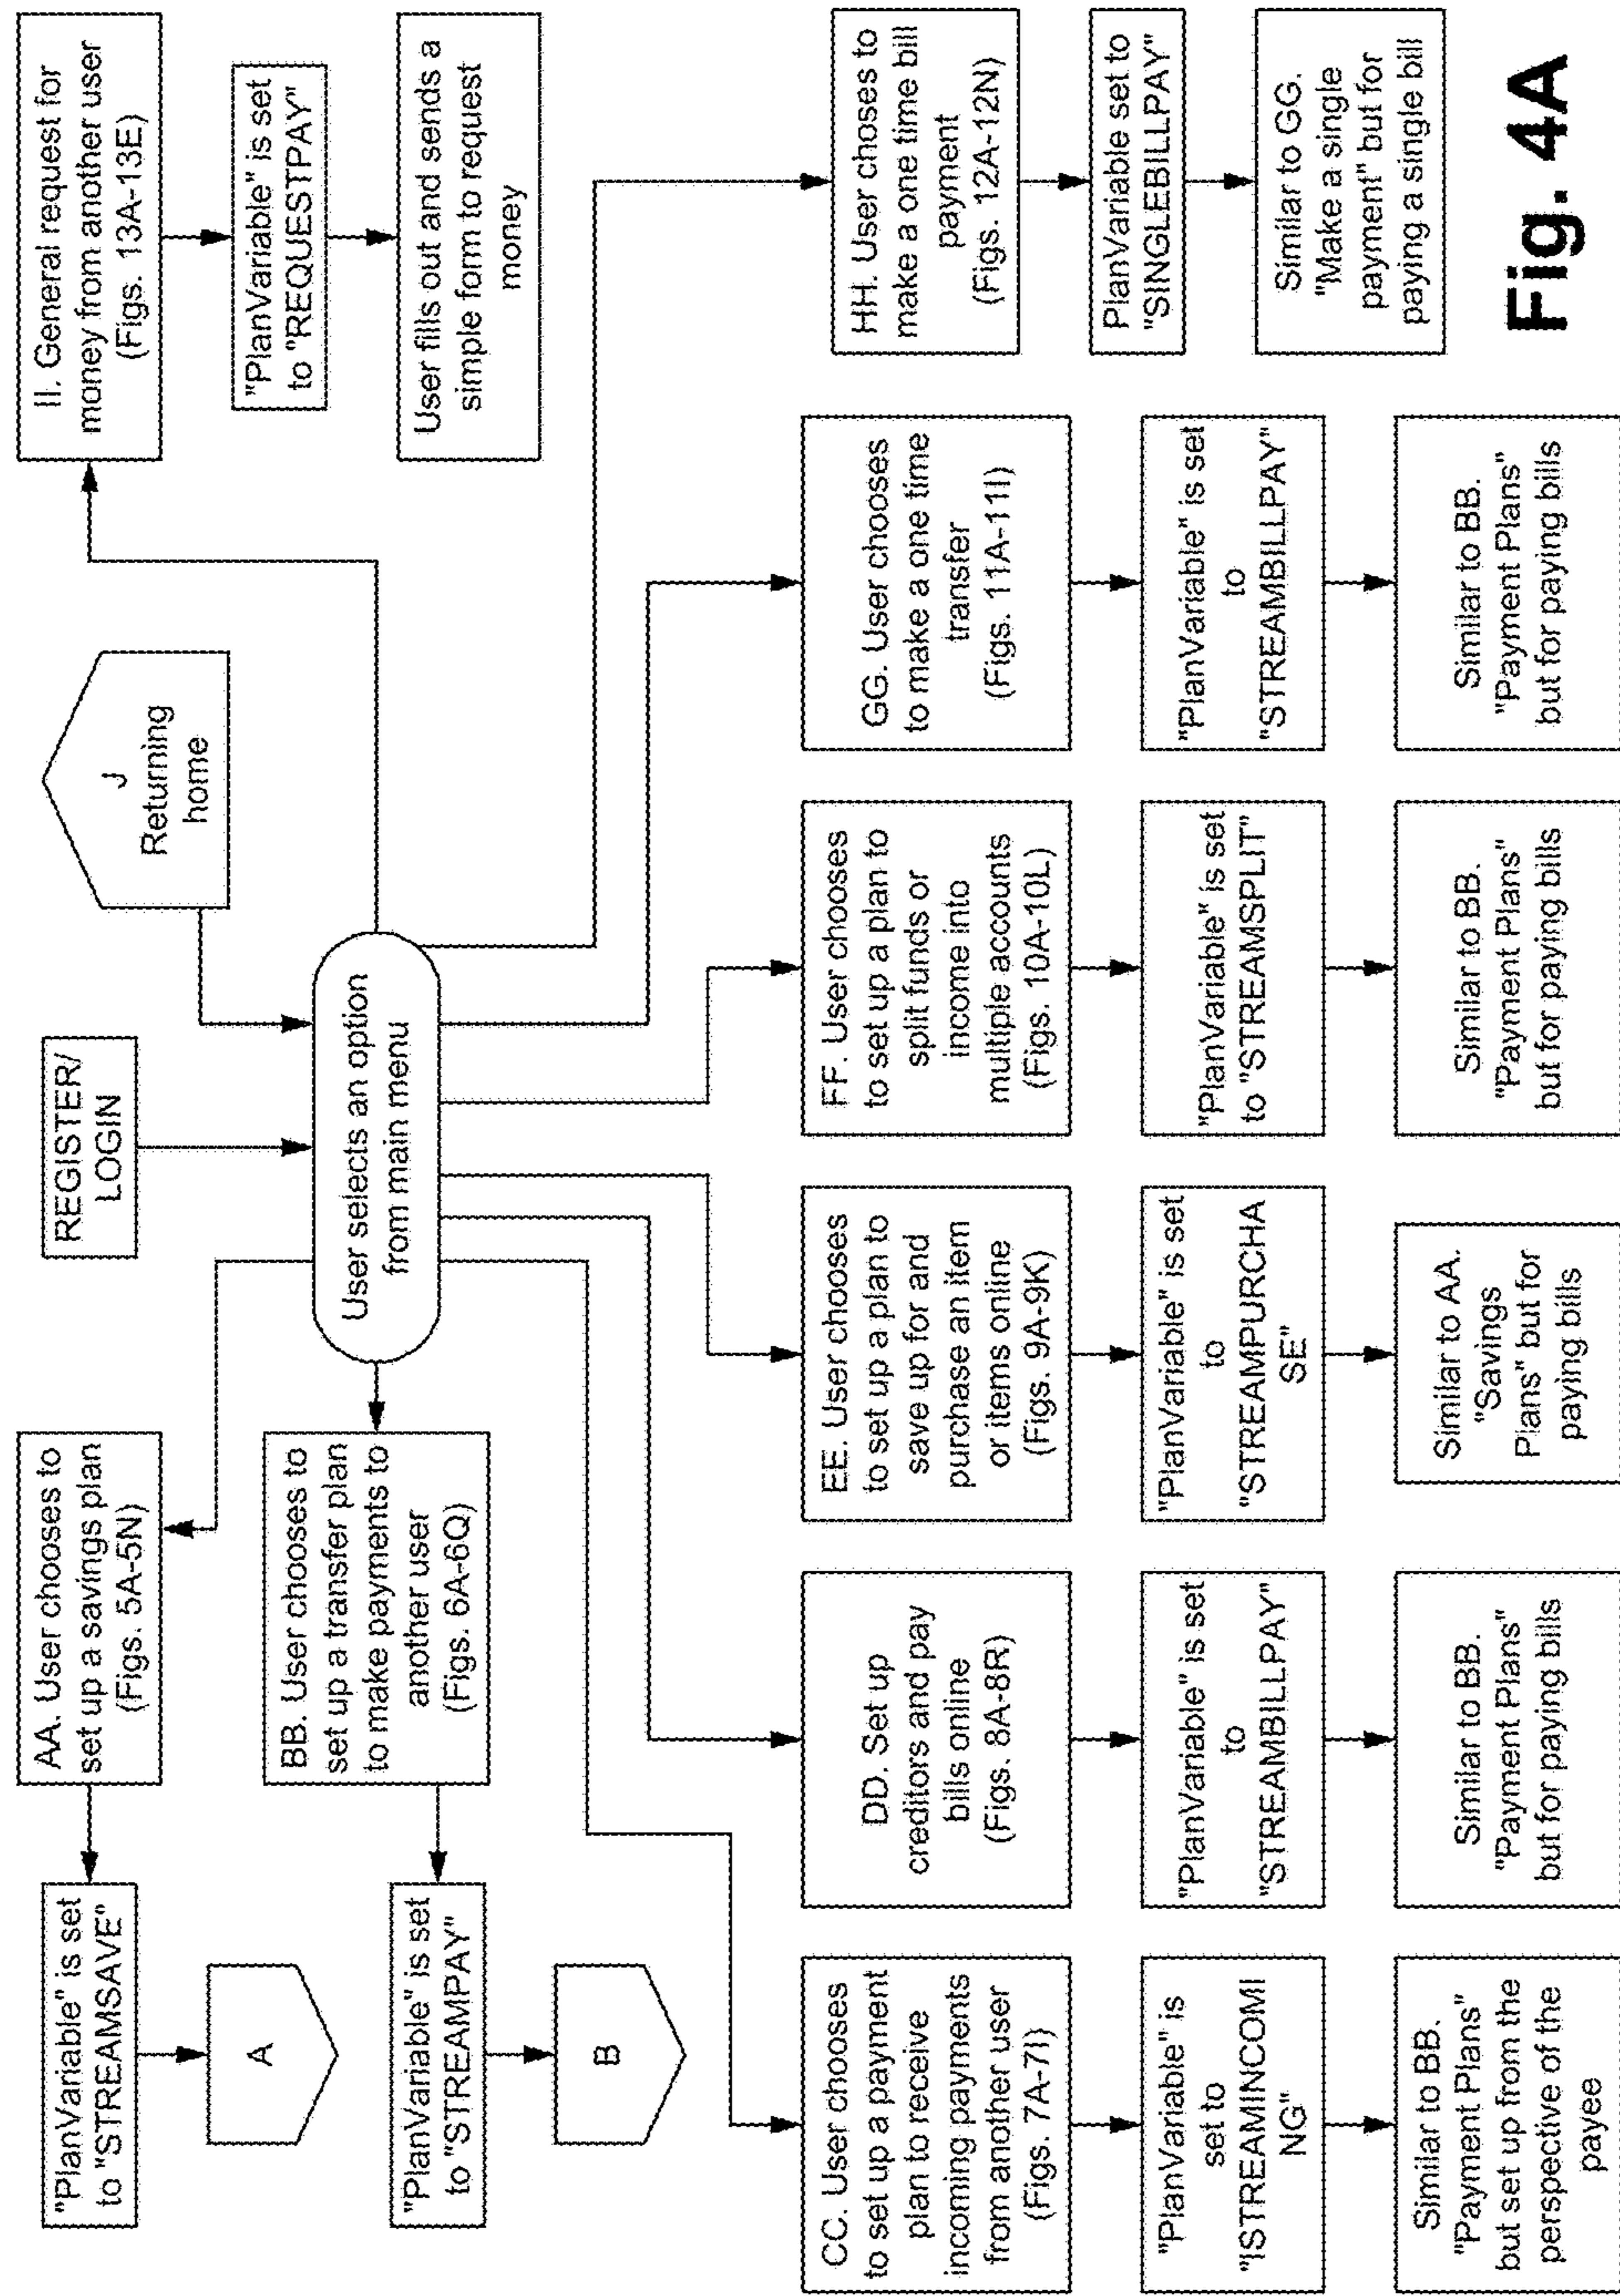 "PlanVariable" is set
to "STREAMSAVE"
A
AA. User chooses to
set up a savings plan
(Figs. 5A-5N)
REGISTER/
LOGIN
J
Returning
home
II. General request for
money from another user
(Figs. 13A-13E)
"PlanVariable" is set
to "REQUESTPAY"
User fills out and sends a
simple form to request
money
"PlanVariable" is set
to "STREAMPAY"
B
BB. User chooses to
set up a transfer plan
to make payments to
another user
(Figs. 6A-6Q)
User selects an option
from main menu
CC. User chooses
to set up a payment
plan to receive
incoming payments
from another user
(Figs. 7A-7I)
"PlanVariable" is
set to
"ISTREAMINCOMI
NG"
Similar to BB.
"Payment Plans"
but set up from the
perspective of the
payee
DD. Set up
creditors and pay
bills online
(Figs. 8A-8R)
"PlanVariable" is set
to
"STREAMBILLPAY"
Similar to BB.
"Payment Plans"
but for paying bills
EE. User chooses
to set up a plan to
save up for and
purchase an item
or items online
(Figs. 9A-9K)
"PlanVariable" is set
to
"STREAMPURCHA
SE"
Similar to AA.
"Savings
Plans" but for
paying bills
FF. User chooses
to set up a plan to
split funds or
income into
multiple accounts
(Figs. 10A-10L)
"PlanVariable" is set
to "STREAMSPLIT"
Similar to BB.
"Payment Plans"
but for paying bills
GG. User chooses
to make a one time
transfer
(Figs. 11A-11I)
"PlanVariable" is set
to
"STREAMBILLPAY"
Similar to BB.
"Payment Plans"
but for paying bills
HH. User choses to
make a one time bill
payment
(Figs. 12A-12N)
PlanVariable set to
"SINGLEBILLPAY"
Similar to GG.
"Make a single
payment" but for
paying a single bill
Fig. 4A